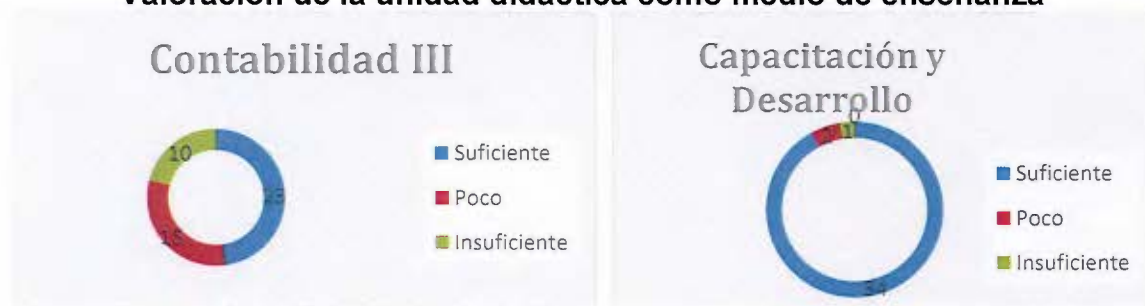 Valoración de la unidad didáctica como medio de enseñanza
Contabilidad III
10
23
15
Suficiente
Poco
Insuficiente
Capacitación y
Desarrollo
0
2
1
34
Suficiente
Poco
Insuficiente